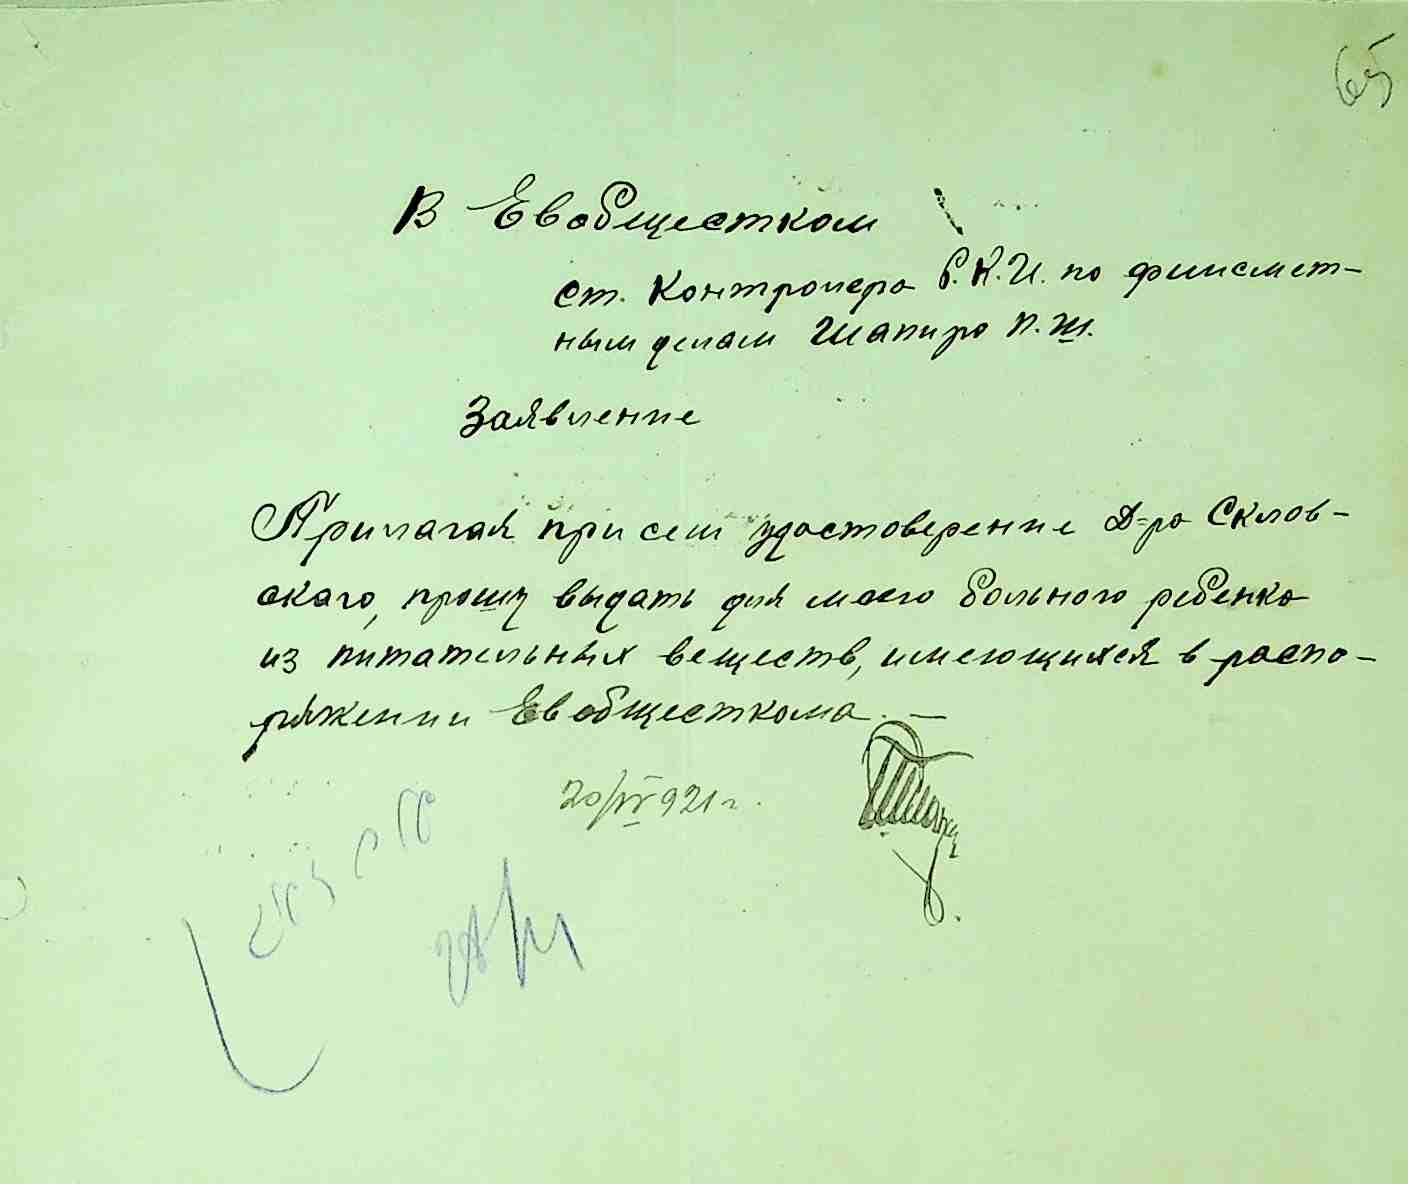 65
В Евобщестком
ст. Контролера Р.К.И. по финсмет-
ным делам Шапиро П.Ш.
Заявление
Прилагая при сем удостоверение Д-ра Склов-
скаго, прошу выдать для моего больного ребенка
из питательных веществ, имеющихся в распо-
ряжении Евобщесткома. —
20/IV 921 г.